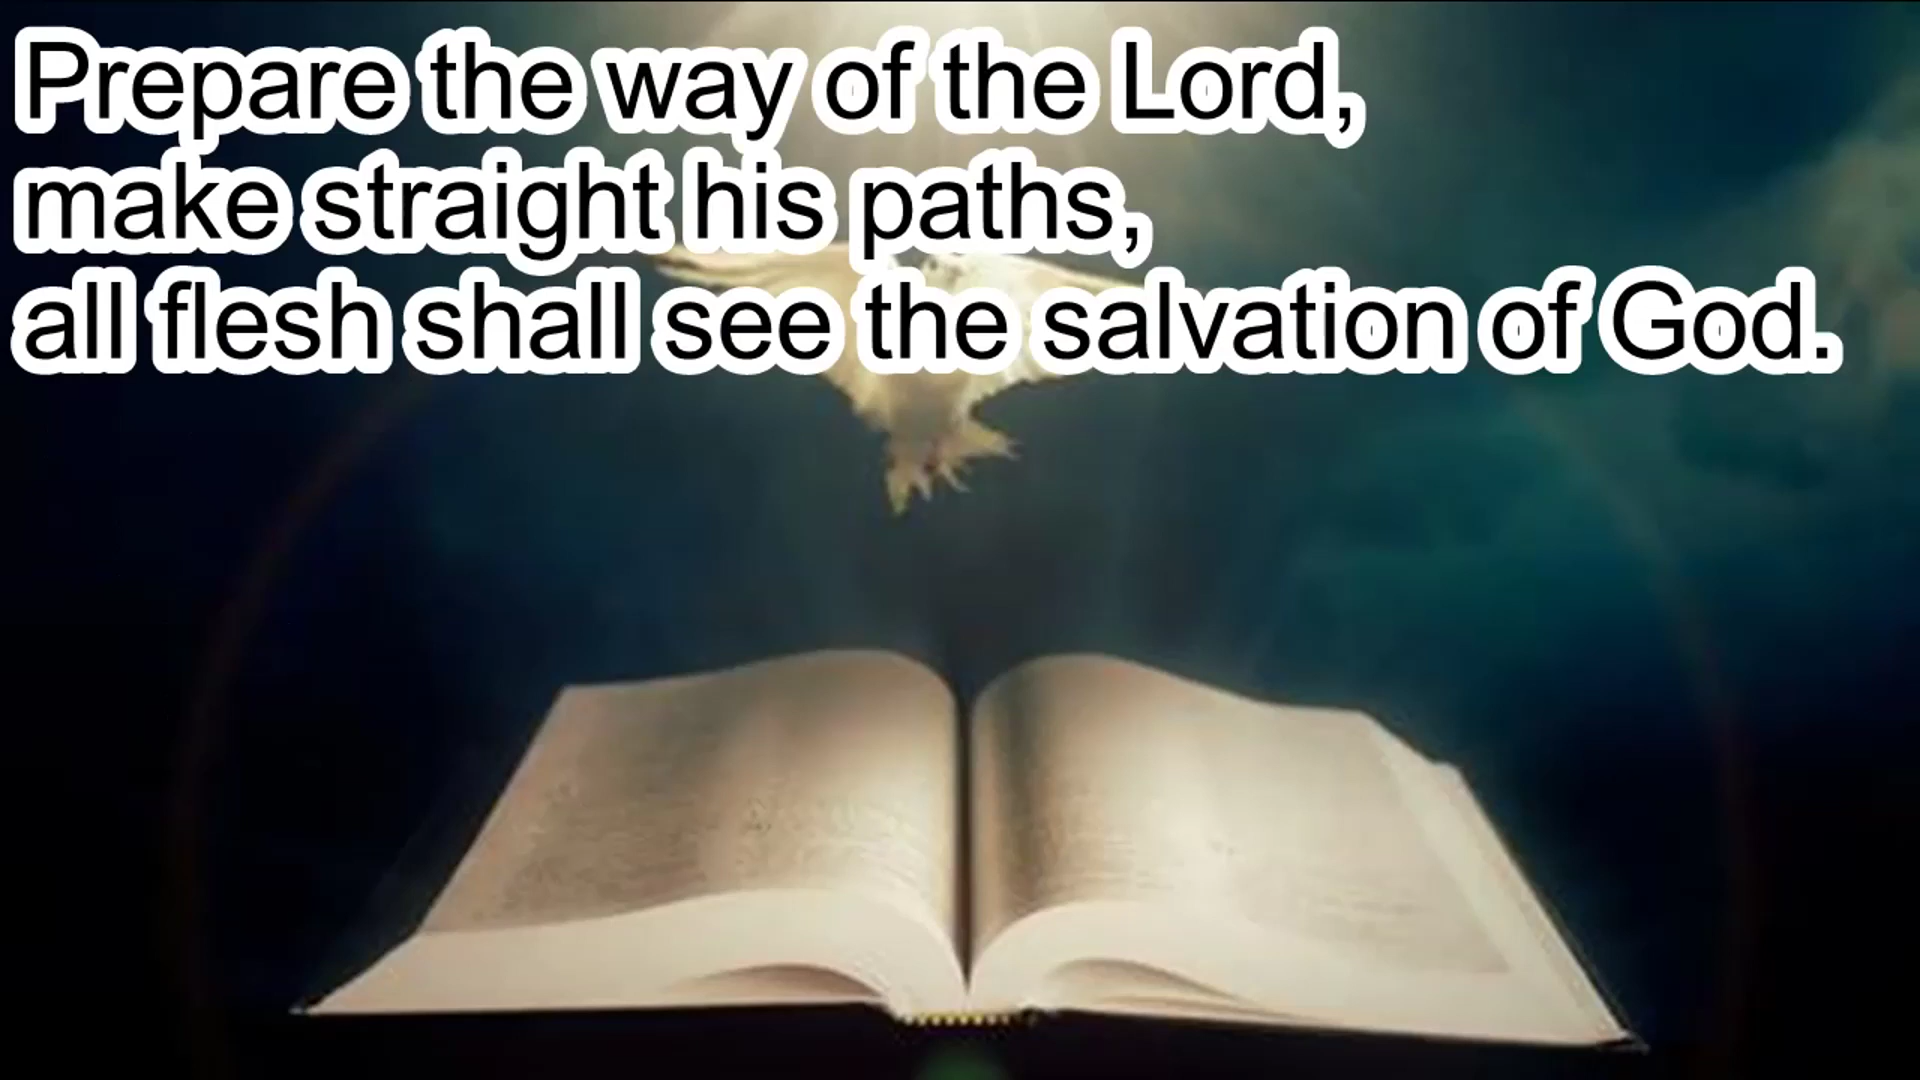 Prepare the way of the Lord,
make straight his paths,
all flesh shall see the salvation of God.